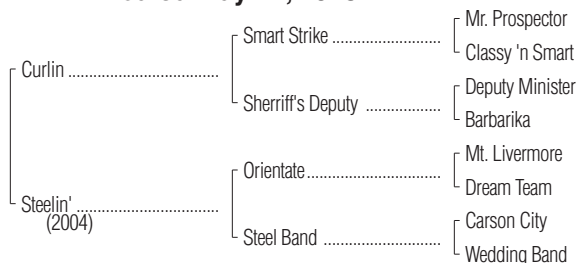 Mr. Prospector
Smart Strike
Classy 'n Smart
Curlin
Deputy Minister
Sherriff's Deputy
Barbarika
Mt. Livermore
Orientate
Dream Team
Steelin'
(2004)
Carson City
Steel Band
Wedding Band